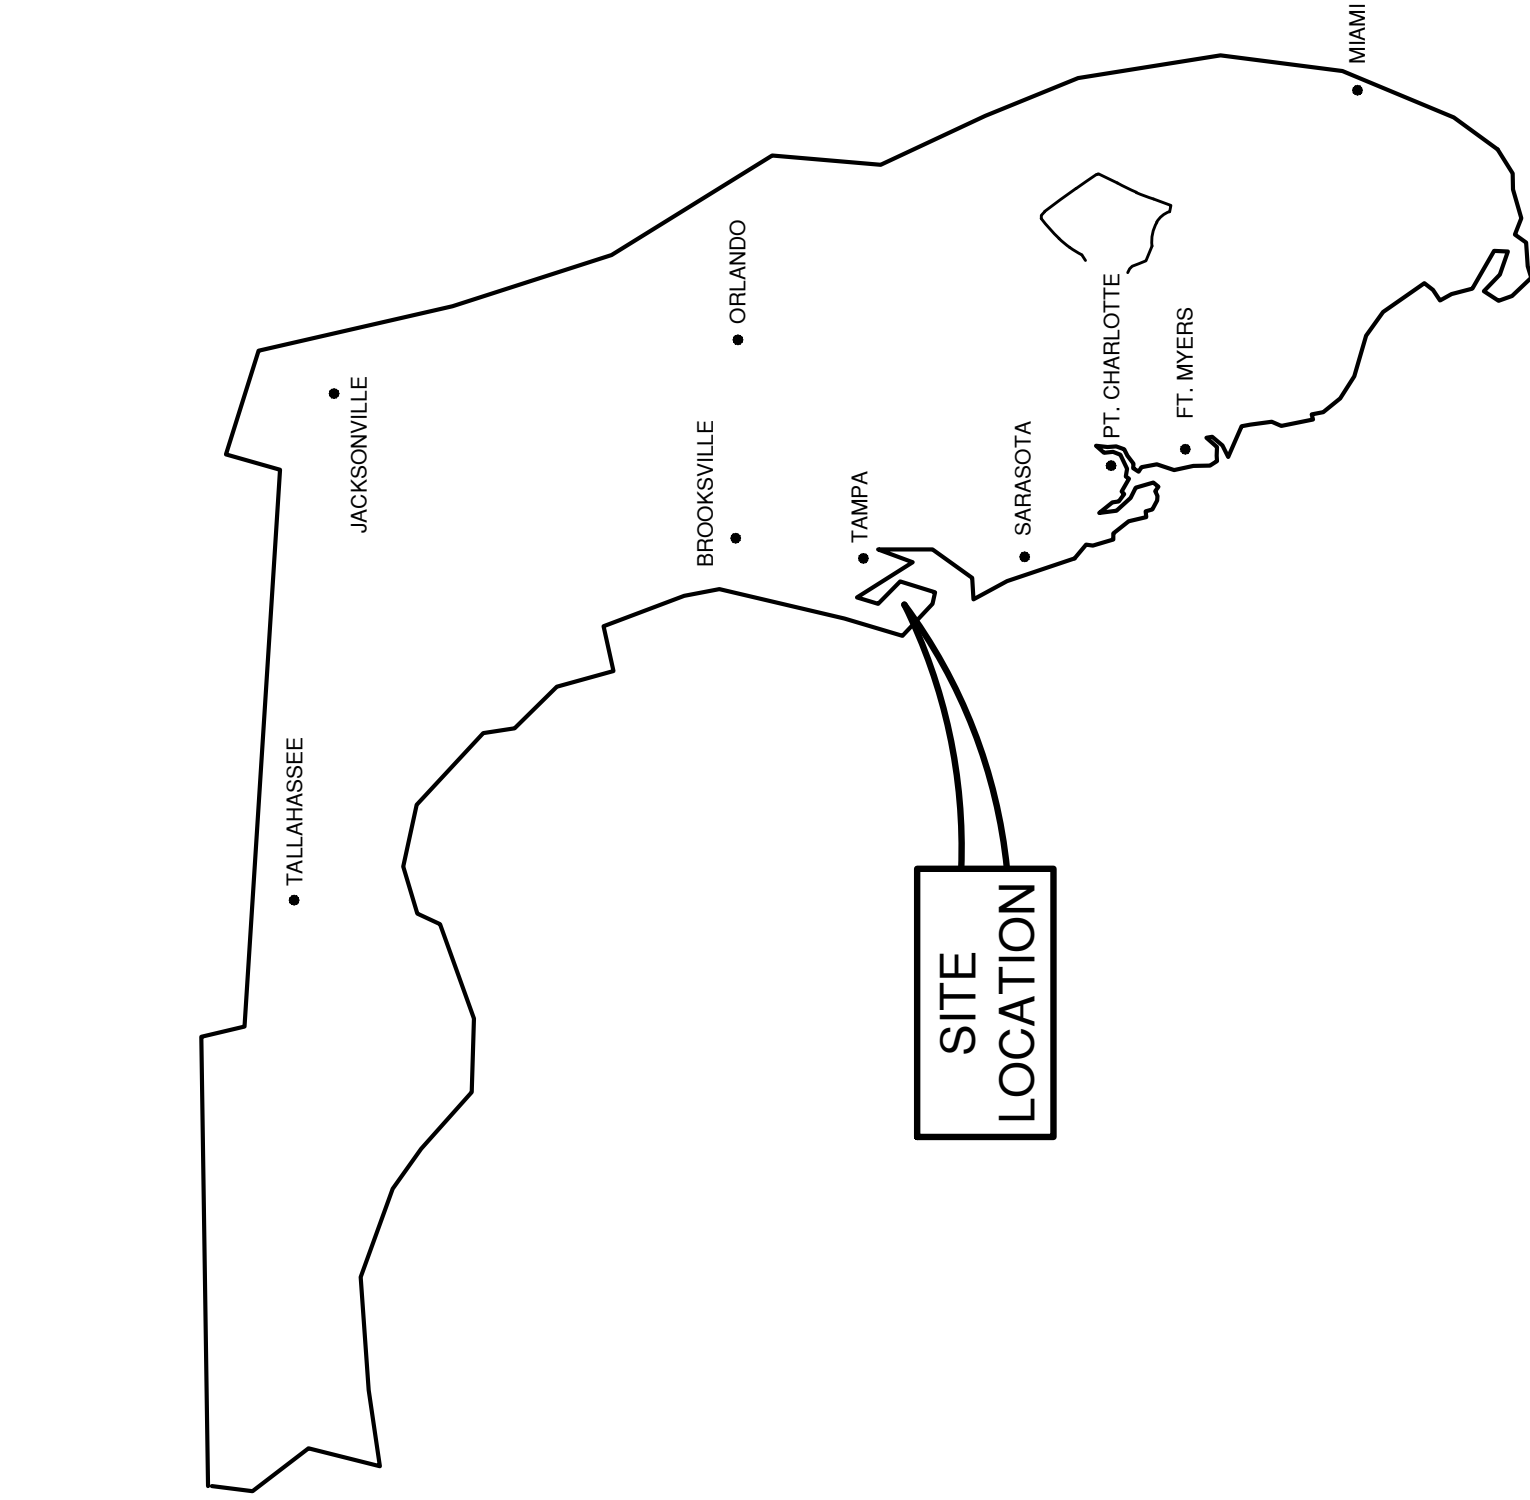 TALLAHASSEE
JACKSONVILLE
BROOKSVILLE
ORLANDO
TAMPA
SARASOTA
PT. CHARLOTTE
FT. MYERS
MIAMI
SITE
LOCATION